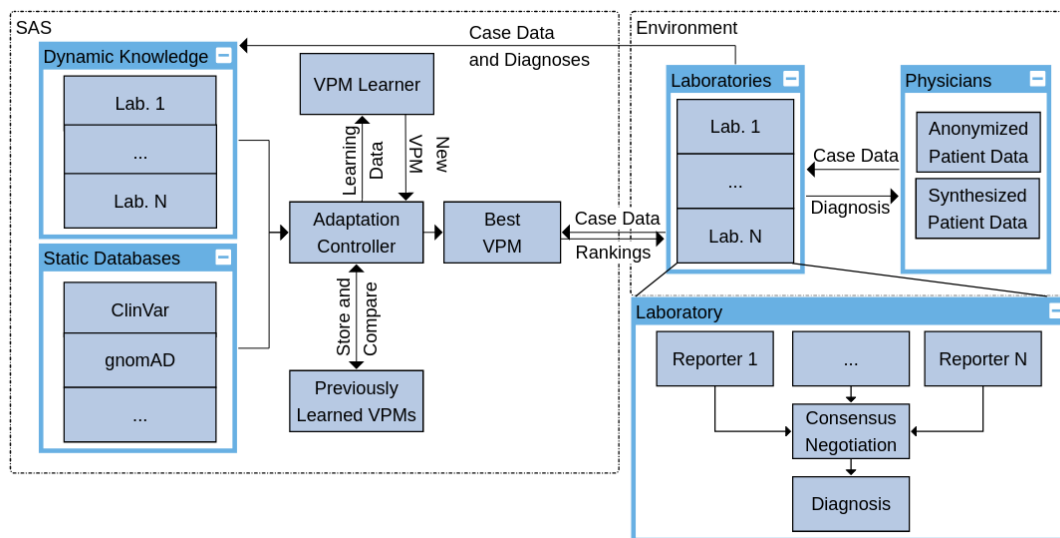 SAS
Case Data
and Diagnoses
Dynamic Knowledge
Lab. 1
...
Lab. N
Static Databases
ClinVar
gnomAD
...
VPM Learner
Learning
Data
New
VPM
Adaptation
Controller
Best
VPM
Store and
Compare
Previously
Learned VPMs
Case Data
Rankings
Environment
Laboratories
Lab. 1
...
Lab. N
Case Data
Diagnosis
Physicians
Anonymized
Patient Data
Synthesized
Patient Data
Laboratory
Reporter 1
...
Reporter N
Consensus
Negotiation
Diagnosis